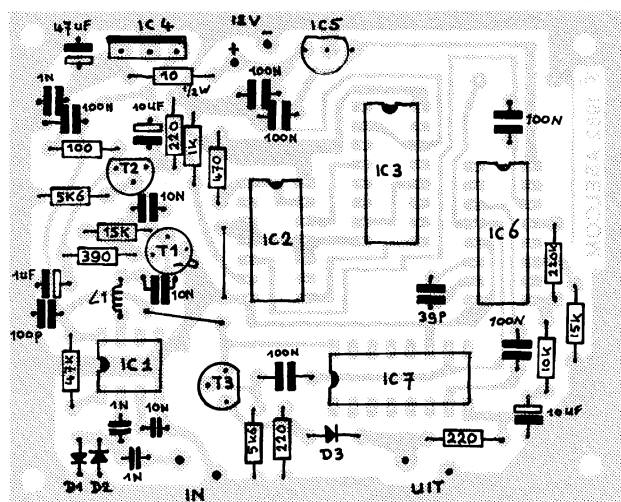 47uF
IC4
12V
IC5
+
-
1N
100N
10
1/2W
100N
10uF
220
1K
470
100N
100N
100
T2
IC3
5K6
10N
IC2
IC6
15K
T1
390
220K
1uF
L1
10N
39P
100P
100N
15K
10K
47K
IC1
T3
100N
IC7
1N
10N
5K6
220
D3
220
10uF
D1
D2
1N
IN
UIT